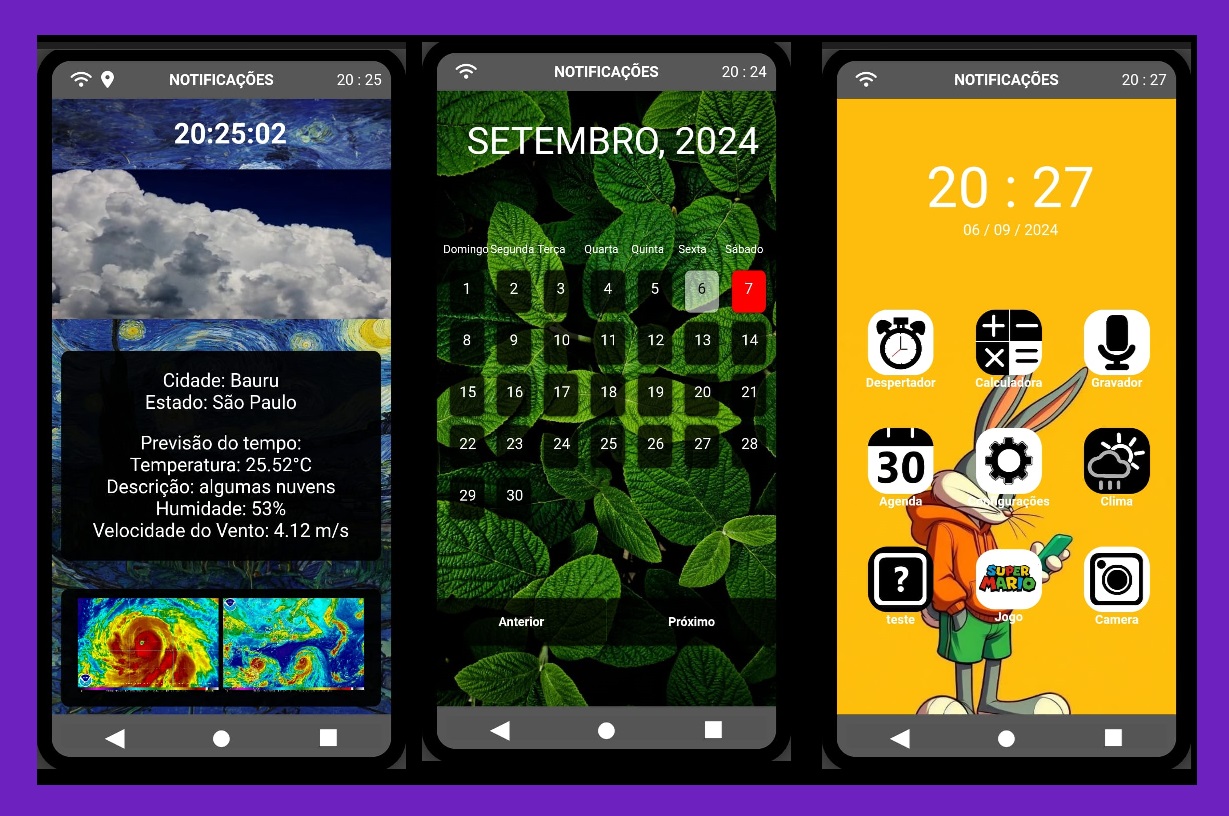 NOTIFICAÇÕES 20 : 25
20:25:02
Cidade: Bauru
Estado: São Paulo
Previsão do tempo:
Temperatura: 25.52°C
Descrição: algumas nuvens
Humidade: 53%
Velocidade do Vento: 4.12 m/s
NOTIFICAÇÕES 20 : 24
SETEMBRO, 2024
Domingo Segunda Terça Quarta Quinta Sexta Sábado
1 2 3 4 5 6 7
8 9 10 11 12 13 14
15 16 17 18 19 20 21
22 23 24 25 26 27 28
29 30
Anterior Próximo
NOTIFICAÇÕES 20 : 27
20 : 27
06 / 09 / 2024
Despertador Calculadora Gravador
30
Agenda Configurações Clima
?
SUPER
MARIO
teste Jogo Camera